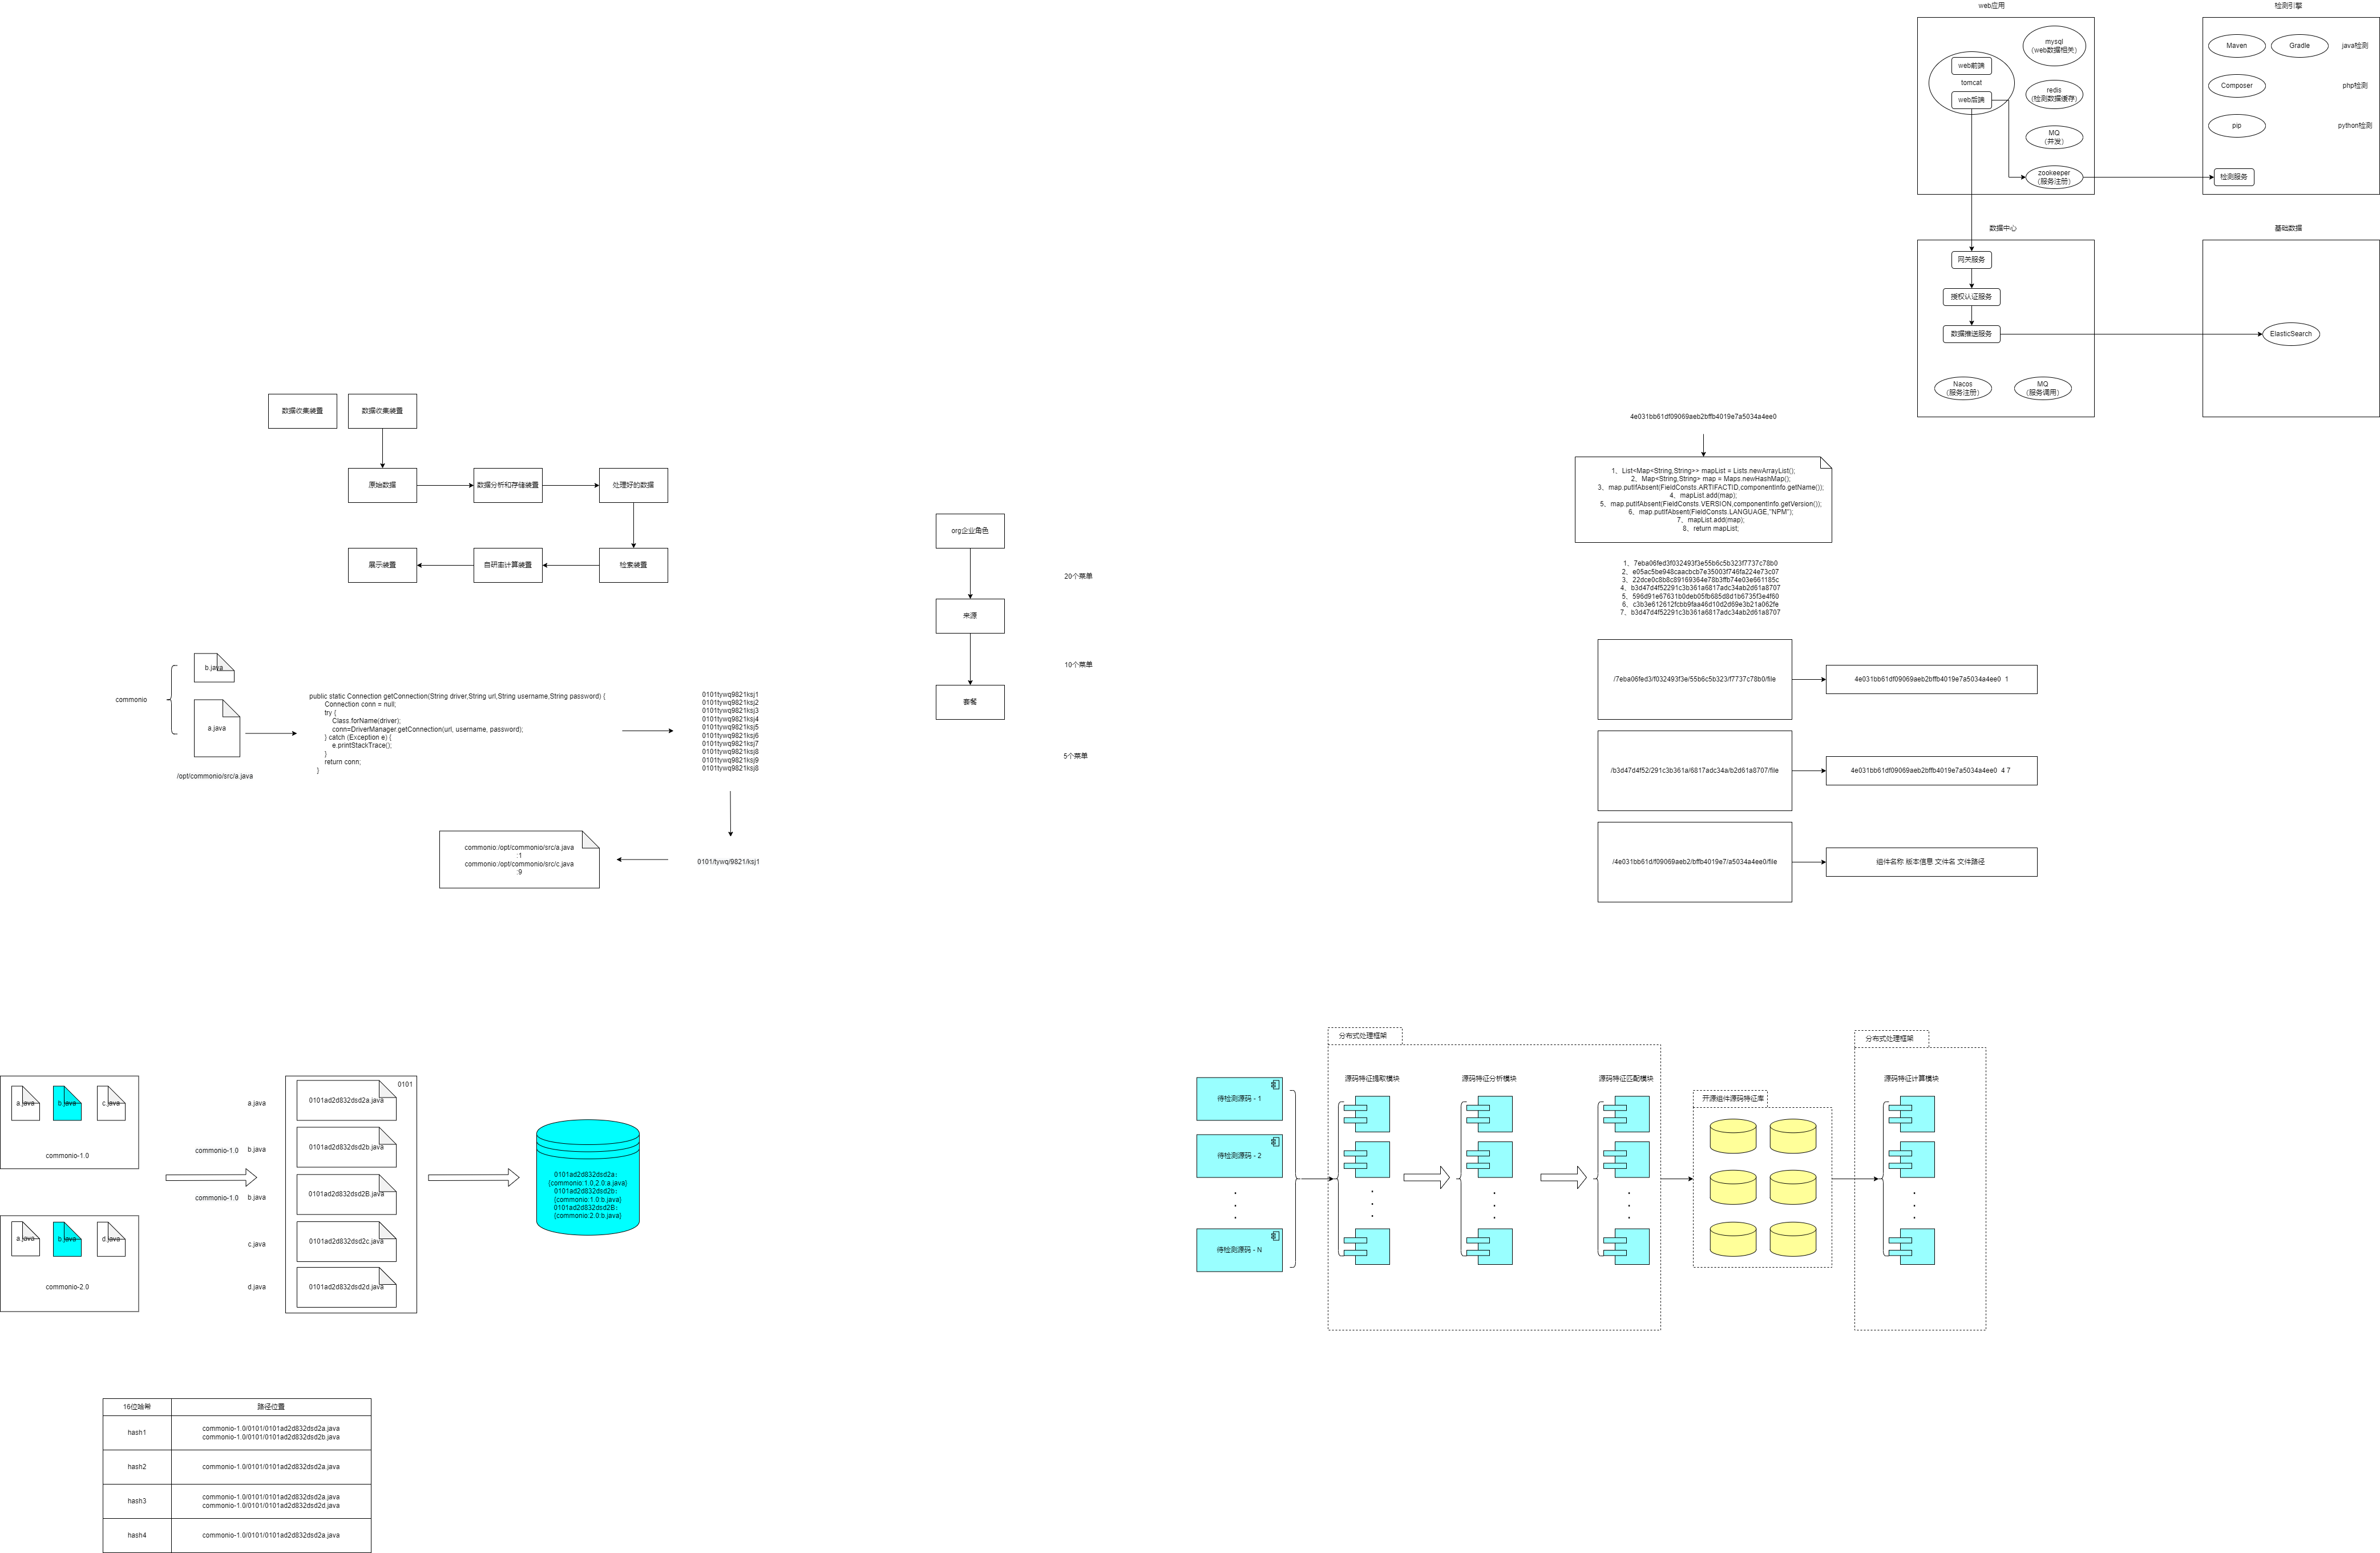 web应用
检测引擎
mysql
(web数据相关)
web前端
tomcat
web后端
redis
(检测数据缓存)
MQ
(并发)
zookeeper
(服务注册)
Maven
Gradle
java检测
Composer
php检测
pip
python检测
检测服务
数据中心
基础数据
网关服务
授权认证服务
数据推送服务
ElasticSearch
Nacos
(服务注册)
MQ
(服务调用)
数据收集装置
数据收集装置
原始数据
数据分析和存储装置
处理好的数据
展示装置
自研率计算装置
检索装置
org企业角色
20个菜单
来源
10个菜单
套餐
5个菜单
4e031bb61df09069aeb2bffb4019e7a5034a4ee0
1、List<Map<String,String>> mapList = Lists.newArrayList();
2、Map<String,String> map = Maps.newHashMap();
3、map.putIfAbsent(FieldConsts.ARTIFACTID,componentInfo.getName());
4、mapList.add(map);
5、map.putIfAbsent(FieldConsts.VERSION,componentInfo.getVersion());
6、map.putIfAbsent(FieldConsts.LANGUAGE,"NPM");
7、mapList.add(map);
8、return mapList;
1、7eba06fed3f032493f3e55b6c5b323f7737c78b0
2、e05ac5be948caacbcb7e35003f746fa224e73c07
3、22dce0c8b8c89169364e78b3ffb74e03e661185c
4、b3d47d4f52291c3b361a6817adc34ab2d61a8707
5、596d91e67631b0deb05fb685d8d1b6735f3e4f60
6、c3b3e612612fcbb9faa46d10d2d69e3b21a062fe
7、b3d47d4f52291c3b361a6817adc34ab2d61a8707
/7eba06fed3/f032493f3e/55b6c5b323/f7737c78b0/file
4e031bb61df09069aeb2bffb4019e7a5034a4ee0 1
/b3d47d4f52/291c3b361a/6817adc34a/b2d61a8707/file
4e031bb61df09069aeb2bffb4019e7a5034a4ee0 4 7
/4e031bb61d/f09069aeb2/bffb4019e7/a5034a4ee0/file
组件名称 版本信息 文件名 文件路径
commonio
b.java
a.java
/opt/commonio/src/a.java
public static Connection getConnection(String driver,String url,String username,String password) {
Connection conn = null;
try {
Class.forName(driver);
conn=DriverManager.getConnection(url, username, password);
} catch (Exception e) {
e.printStackTrace();
}
return conn;
}
0101tywq9821ksj1
0101tywq9821ksj2
0101tywq9821ksj3
0101tywq9821ksj4
0101tywq9821ksj5
0101tywq9821ksj6
0101tywq9821ksj7
0101tywq9821ksj8
0101tywq9821ksj9
0101tywq9821ksj8
0101/tywq/9821/ksj1
commonio:/opt/commonio/src/a.java
:1
commonio:/opt/commonio/src/c.java
:9
a.java
b.java
c.java
commonio-1.0
a.java
b.java
d.java
commonio-2.0
a.java
commonio-1.0 b.java
commonio-1.0 b.java
c.java
d.java
0101
0101ad2d832dsd2a.java
0101ad2d832dsd2b.java
0101ad2d832dsd2B.java
0101ad2d832dsd2c.java
0101ad2d832dsd2d.java
0101ad2d832dsd2a:
{commonio:1.0,2.0:a.java}
0101ad2d832dsd2b:
{commonio:1.0:b.java}
0101ad2d832dsd2B:
{commonio:2.0:b.java}
待检测源码 - 1
待检测源码 - 2
待检测源码 - N
分布式处理框架
源码特征提取模块
源码特征分析模块
源码特征匹配模块
开源组件源码特征库
分布式处理框架
源码特征计算模块
16位哈希
路径位置
hash1
commonio-1.0/0101/0101ad2d832dsd2a.java
commonio-1.0/0101/0101ad2d832dsd2b.java
hash2
commonio-1.0/0101/0101ad2d832dsd2a.java
hash3
commonio-1.0/0101/0101ad2d832dsd2a.java
commonio-1.0/0101/0101ad2d832dsd2d.java
hash4
commonio-1.0/0101/0101ad2d832dsd2a.java